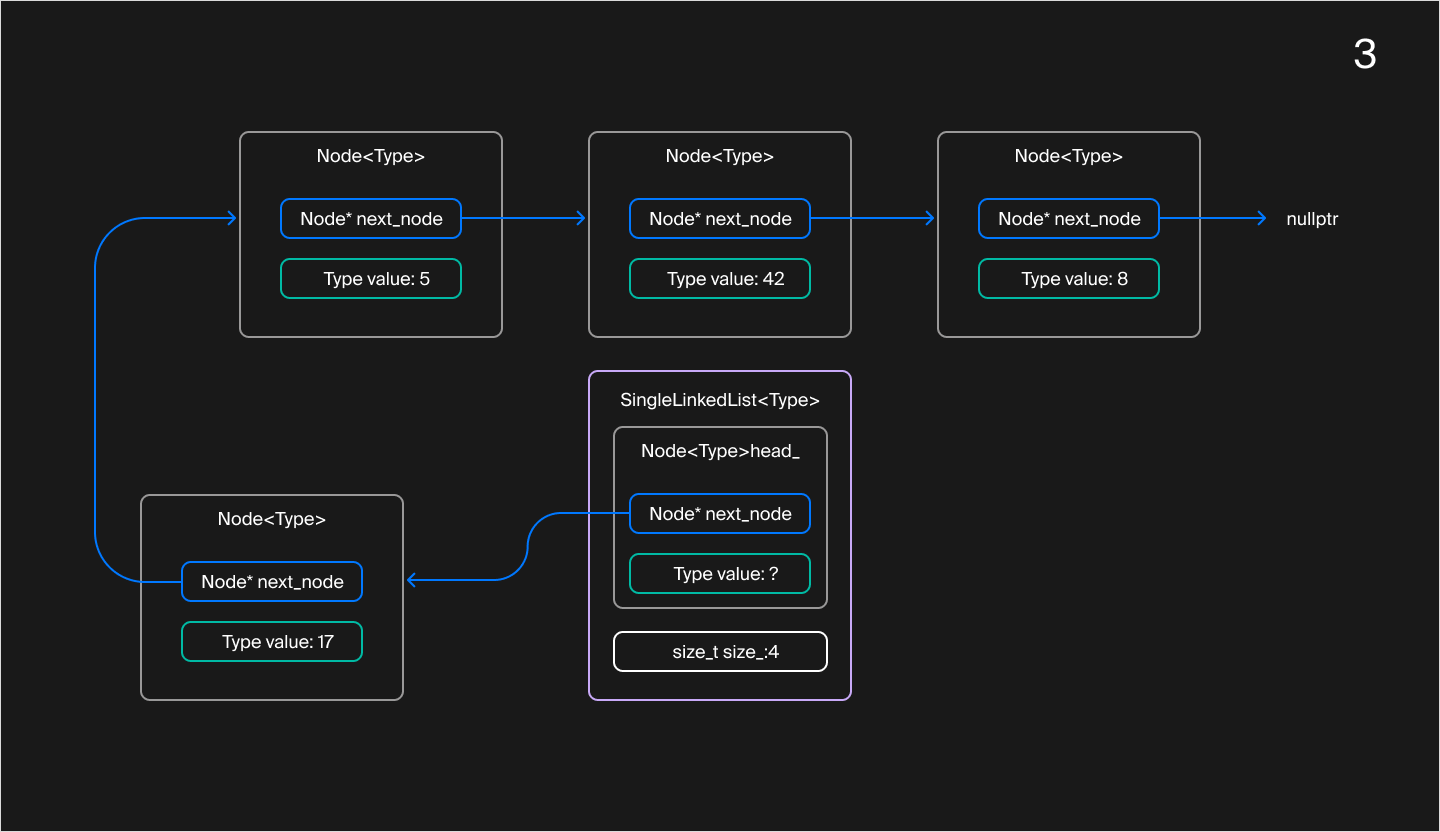 3
Node<Type>
Node* next_node
Type value: 5
Node<Type>
Node* next_node
Type value: 42
Node<Type>
Node* next_node
Type value: 8
nullptr
SingleLinkedList<Type>
Node<Type>head_
Node* next_node
Type value: ?
size_t size_:4
Node<Type>
Node* next_node
Type value: 17